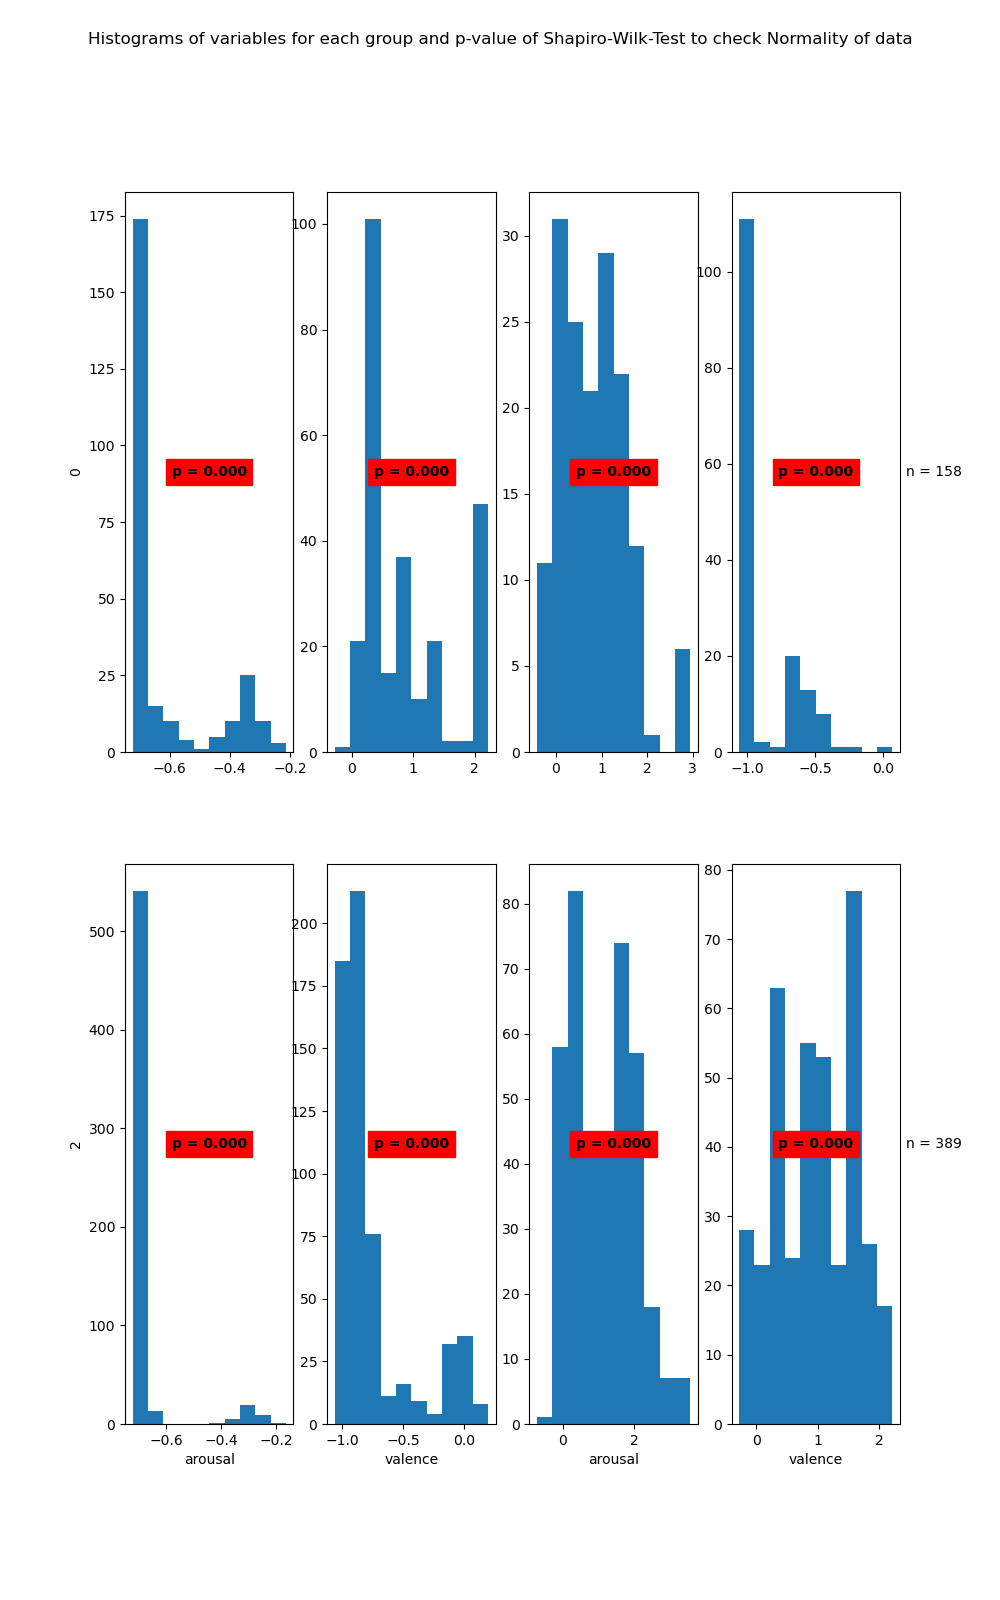 Histograms of variables for each group and p-value of Shapiro-Wilk-Test to check Normality of data
175
150
125
100
75
50
25
0
0
p = 0.000
−0.6 −0.4 −0.2
100
80
60
40
20
0
p = 0.000
0 1 2
30
25
20
15
10
5
0
p = 0.000
0 1 2 3
100
80
60
40
20
0
p = 0.000
−1.0 −0.5 0.0
n = 158
2
500
400
300
200
100
0
p = 0.000
−0.6 −0.4 −0.2
arousal
200
175
150
125
100
75
50
25
0
p = 0.000
−1.0 −0.5 0.0
valence
80
70
60
50
40
30
20
10
0
p = 0.000
0 2
arousal
80
70
60
50
40
30
20
10
0
p = 0.000
0 1 2
valence
n = 389